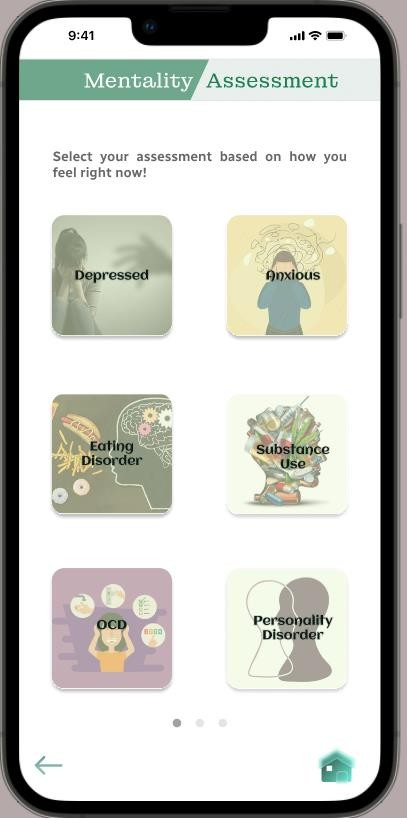 9:41
Mentality Assessment
Select your assessment based on how you
feel right now!
Depressed
Anxious
Eating
Disorder
Substance
Use
OCD
Personality
Disorder